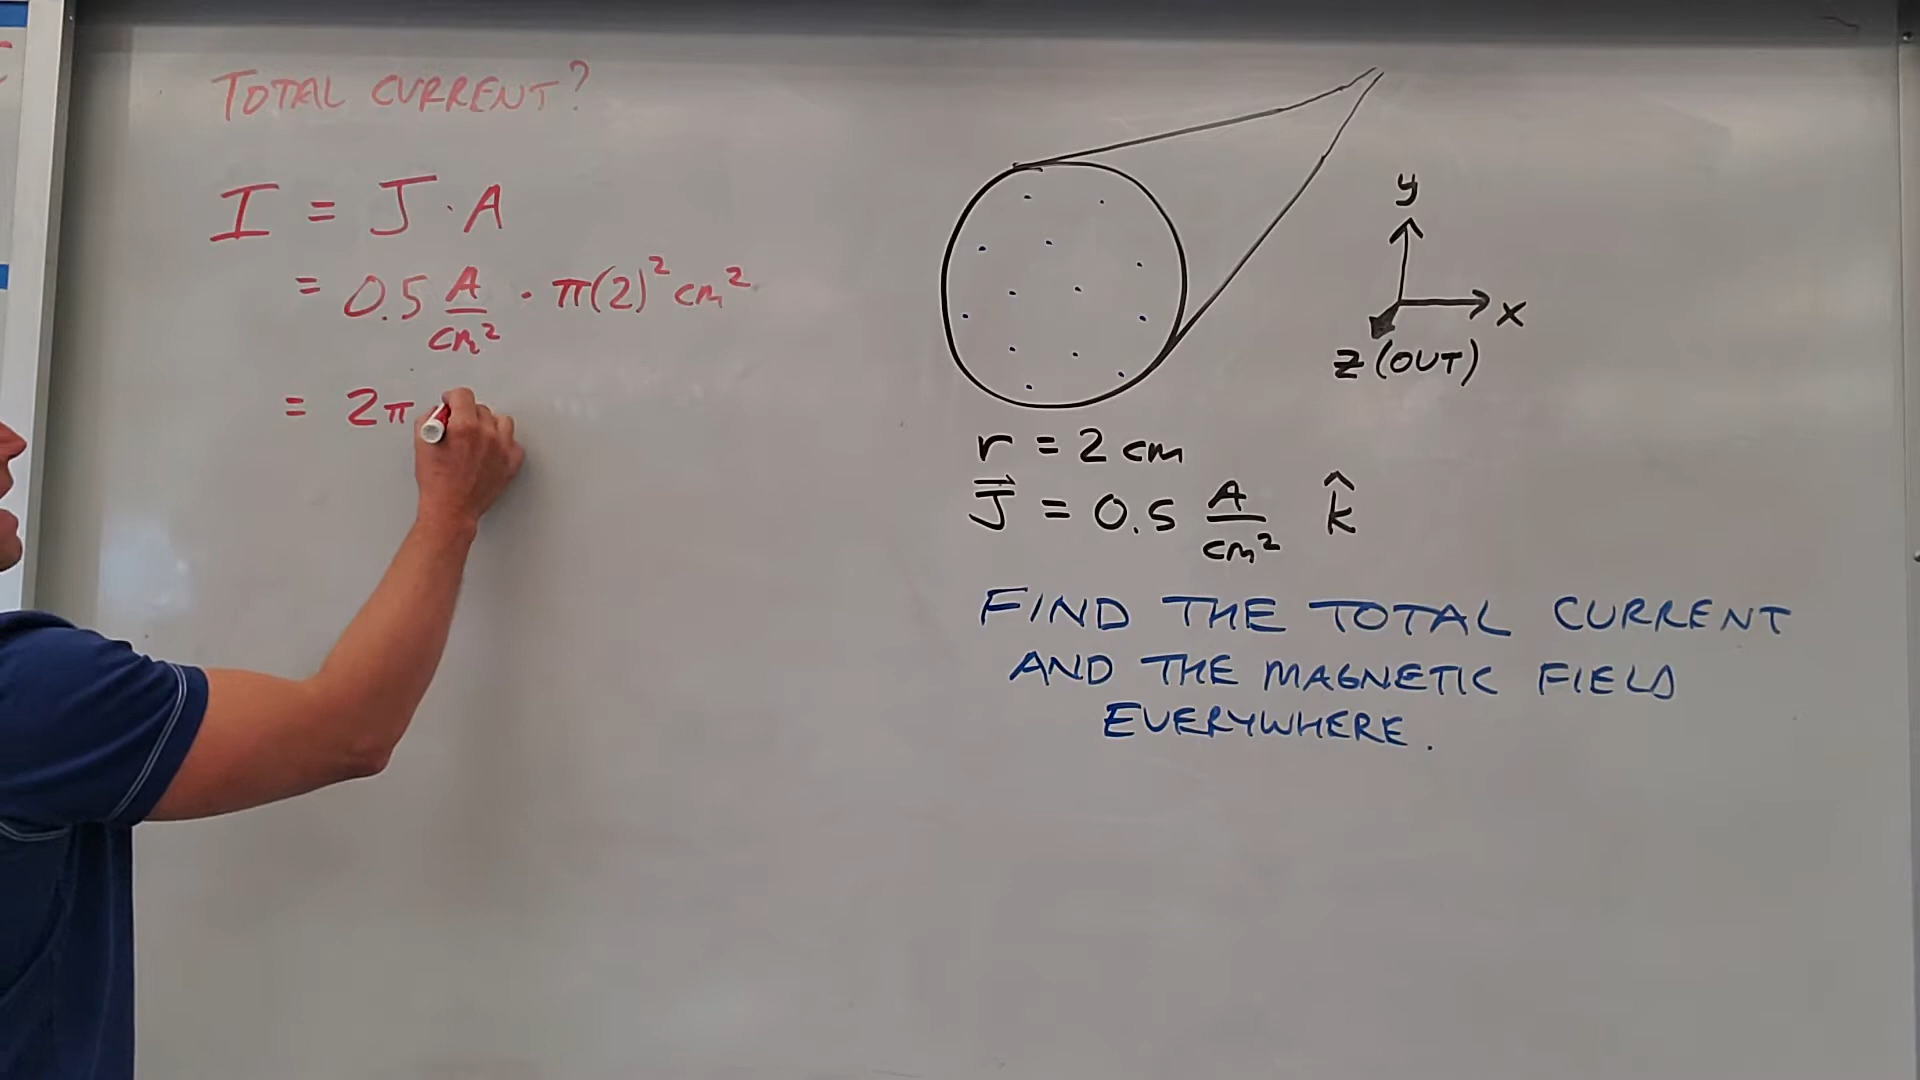 TOTAL CURRENT?
I = J · A
= 0.5 A/cm² · π(2)² cm²
= 2π
y
x
z (OUT)
r = 2 cm
J⃗ = 0.5 A/cm² k̂
FIND THE TOTAL CURRENT
AND THE MAGNETIC FIELD
EVERYWHERE.